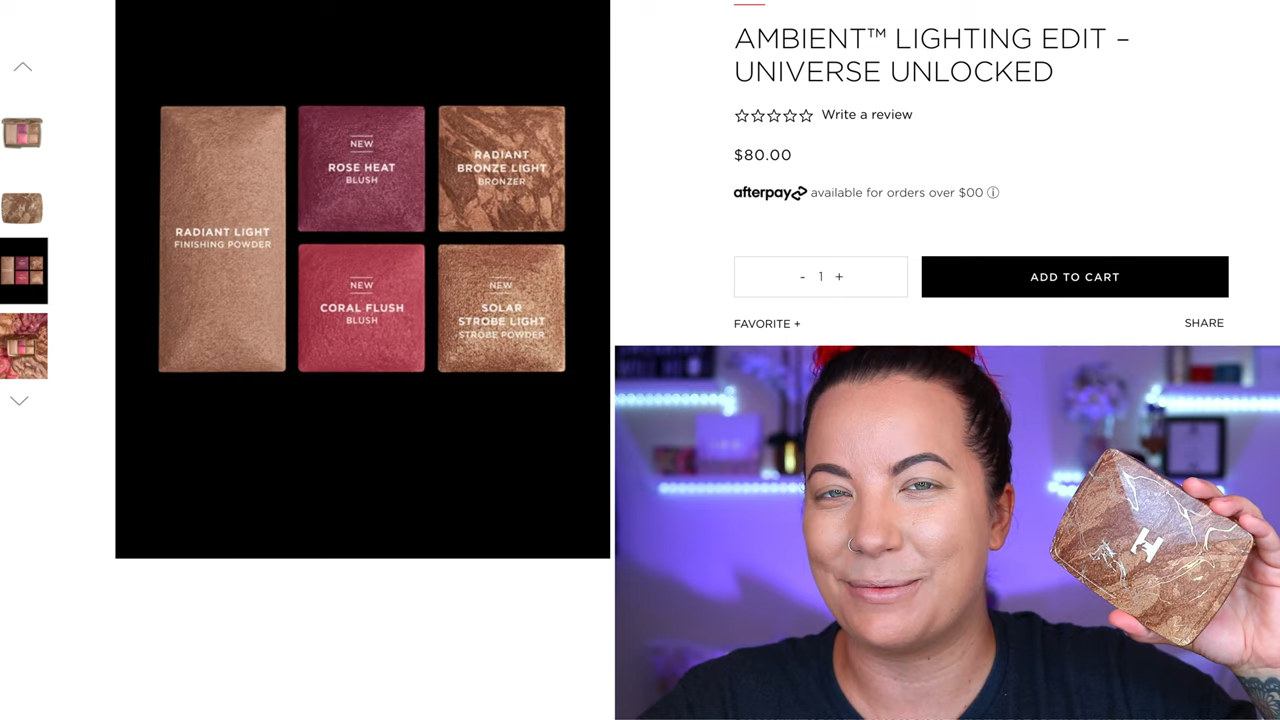 RADIANT LIGHT
FINISHING POWDER
NEW
ROSE HEAT
BLUSH
RADIANT
BRONZE LIGHT
BRONZER
NEW
CORAL FLUSH
BLUSH
NEW
SOLAR
STROBE LIGHT
STROBE POWDER
AMBIENT™ LIGHTING EDIT –
UNIVERSE UNLOCKED
Write a review
$80.00
afterpay available for orders over $00 ⓘ
- 1 +
ADD TO CART
FAVORITE +
SHARE
H